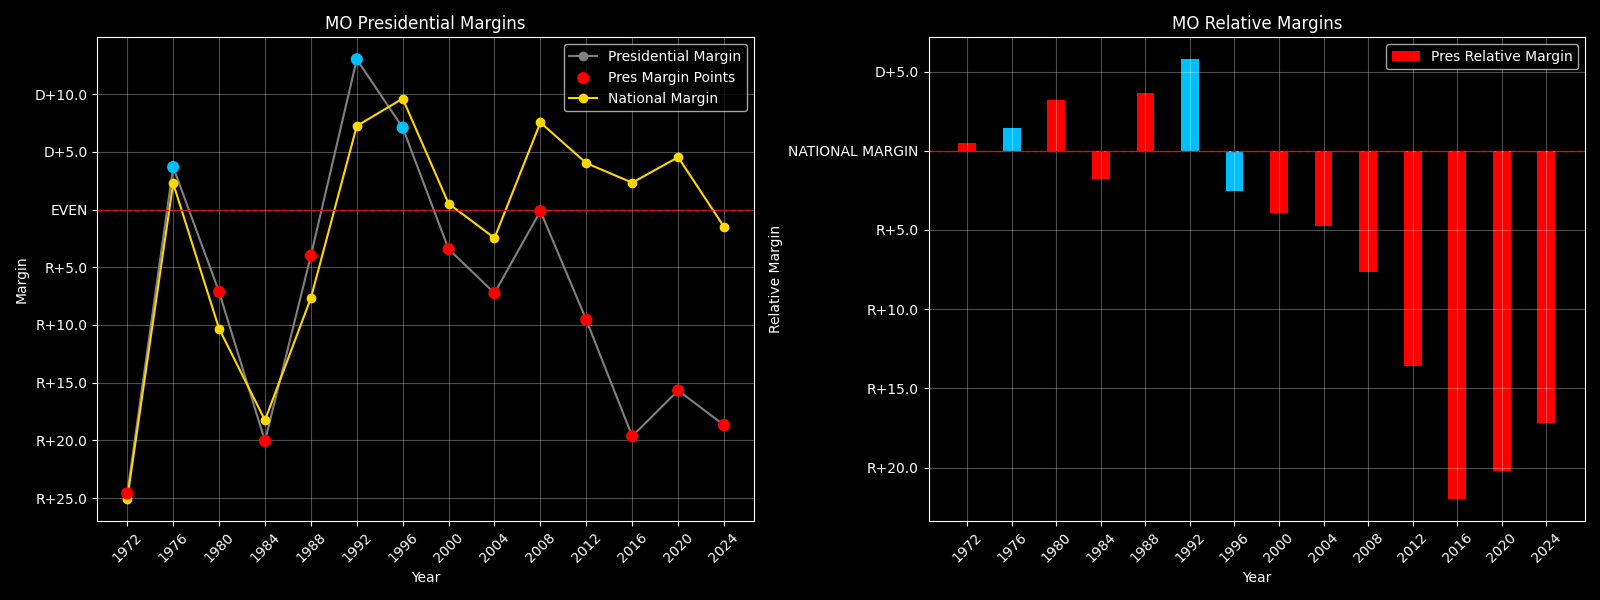 MO Presidential Margins
Presidential Margin
Pres Margin Points
National Margin
D+10.0
D+5.0
EVEN
R+5.0
R+10.0
R+15.0
R+20.0
R+25.0
Margin
1972 1976 1980 1984 1988 1992 1996 2000 2004 2008 2012 2016 2020 2024
Year
MO Relative Margins
Pres Relative Margin
D+5.0
NATIONAL MARGIN
R+5.0
R+10.0
R+15.0
R+20.0
Relative Margin
1972 1976 1980 1984 1988 1992 1996 2000 2004 2008 2012 2016 2020 2024
Year